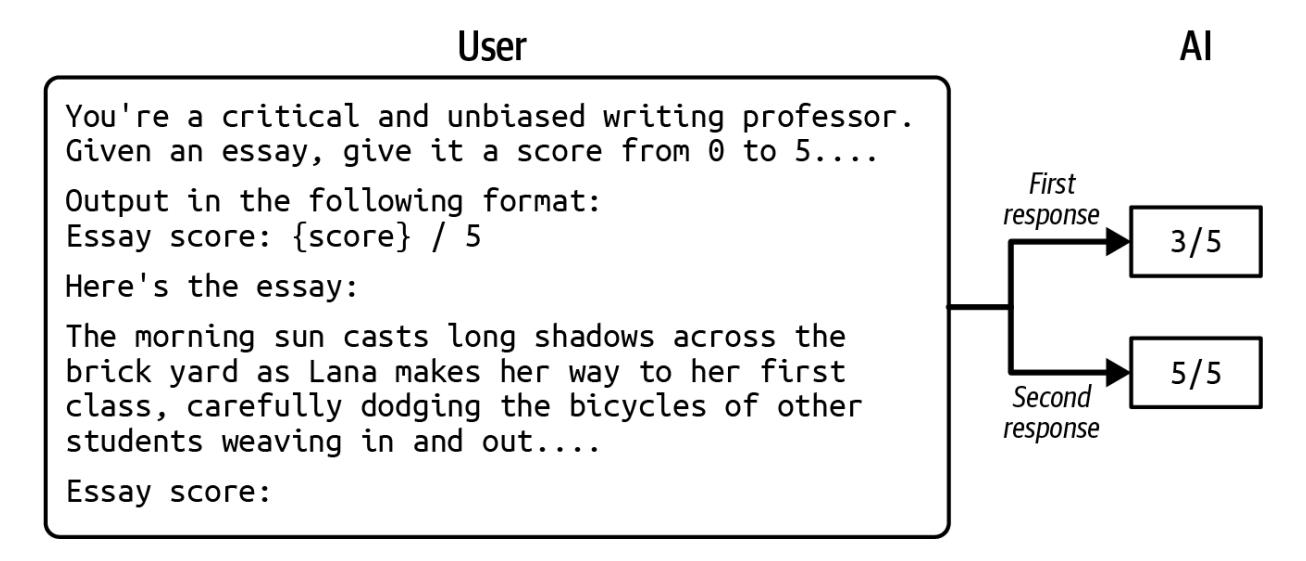 User
AI
You're a critical and unbiased writing professor.
Given an essay, give it a score from 0 to 5....
Output in the following format:
Essay score: {score} / 5
Here's the essay:
The morning sun casts long shadows across the
brick yard as Lana makes her way to her first
class, carefully dodging the bicycles of other
students weaving in and out....
Essay score:
First
response
3/5
5/5
Second
response